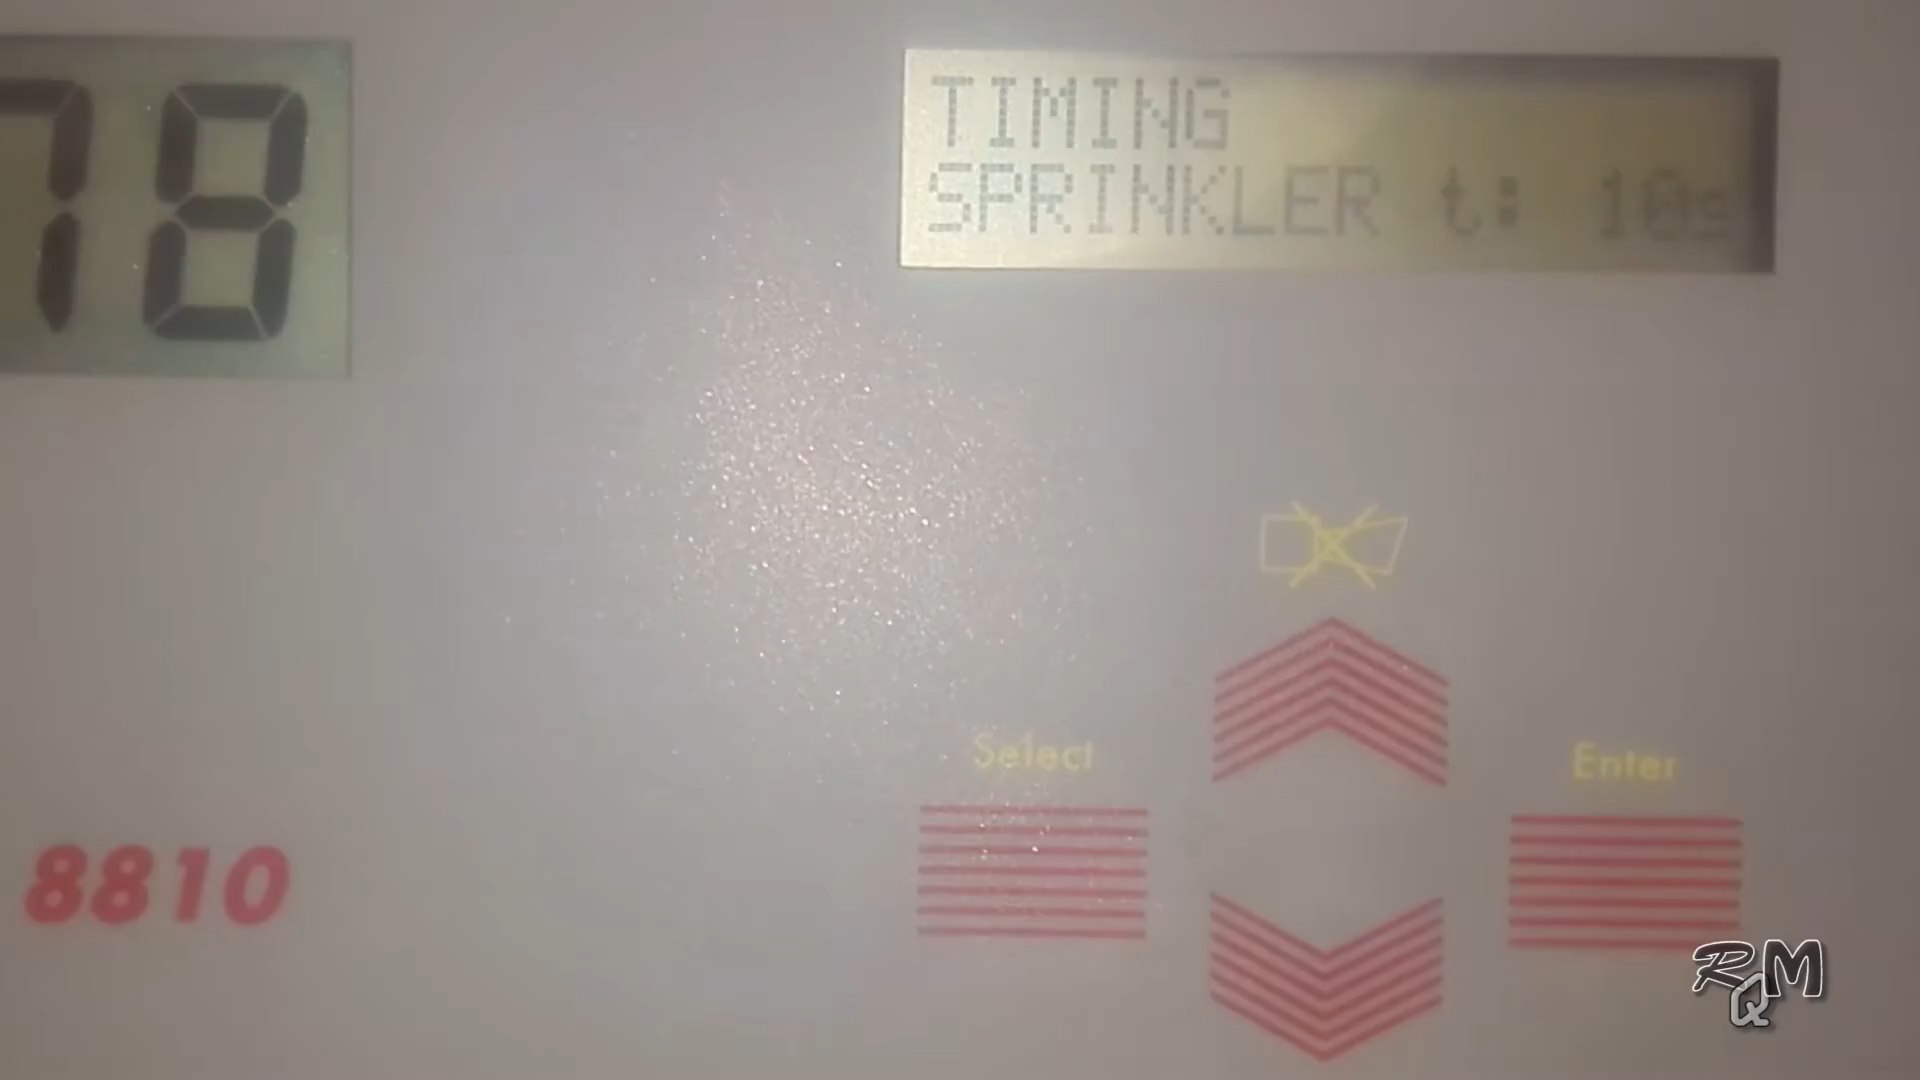 78
TIMING
SPRINKLER t: 10s
Select
Enter
8810
RQM